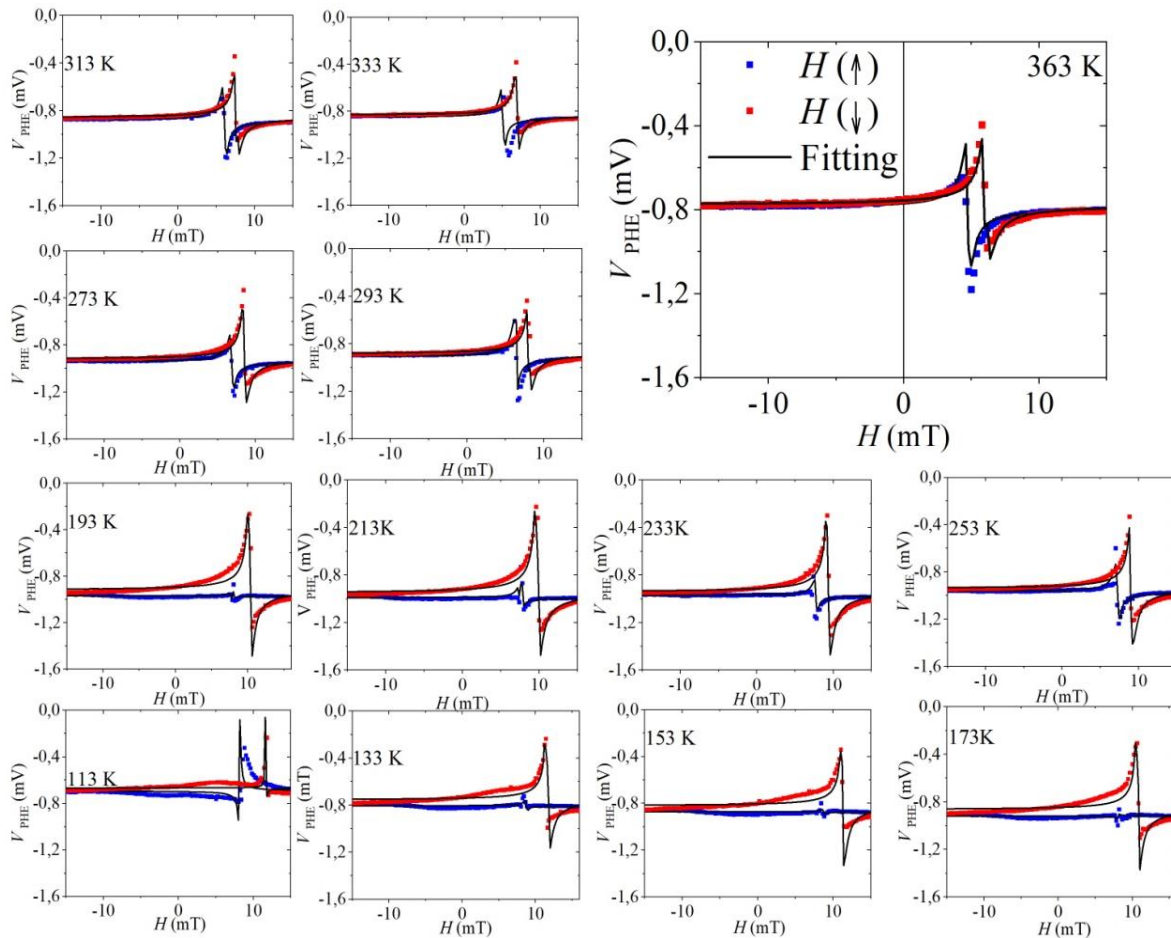 0,0
-0,4
-0,8
-1,2
-1,6
V PHE (mV)
313 K
-10 0 10
H (mT)
0,0
-0,4
-0,8
-1,2
-1,6
V PHE (mV)
333 K
-10 0 10
H (mT)
0,0
-0,4
-0,8
-1,2
-1,6
V PHE (mV)
H (↑)
H (↓)
Fitting
363 K
-10 0 10
H (mT)
0,0
-0,4
-0,8
-1,2
-1,6
V PHE (mV)
273 K
-10 0 10
H (mT)
0,0
-0,4
-0,8
-1,2
-1,6
V PHE (mV)
293 K
-10 0 10
H (mT)
0,0
-0,4
-0,8
-1,2
-1,6
V PHE (mV)
193 K
-10 0 10
H (mT)
0,0
-0,4
-0,8
-1,2
-1,6
V PHE (mV)
213K
-10 0 10
H (mT)
0,0
-0,4
-0,8
-1,2
-1,6
V PHE (mV)
233K
-10 0 10
H (mT)
0,0
-0,4
-0,8
-1,2
-1,6
V PHE (mV)
253 K
-10 0 10
H (mT)
0,0
-0,4
-0,8
-1,2
-1,6
V PHE (mV)
113 K
-10 0 10
H (mT)
0,0
-0,4
-0,8
-1,2
-1,6
V PHE (mT)
133 K
-10 0 10
H (mT)
0,0
-0,4
-0,8
-1,2
-1,6
V PHE (mV)
153 K
-10 0 10
H (mT)
0,0
-0,4
-0,8
-1,2
-1,6
V PHE (mV)
173K
-10 0 10
H (mT)